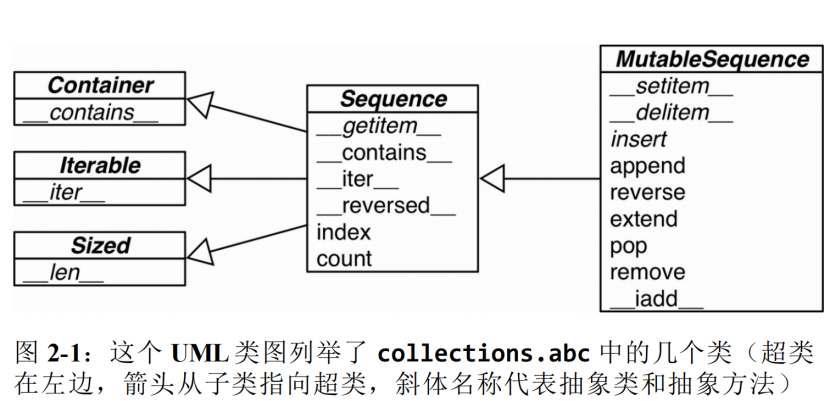 Container
__contains__
Iterable
__iter__
Sized
__len__
Sequence
__getitem__
__contains__
__iter__
__reversed__
index
count
MutableSequence
__setitem__
__delitem__
insert
append
reverse
extend
pop
remove
__iadd__
图 2-1：这个 UML 类图列举了 collections.abc 中的几个类（超类
在左边，箭头从子类指向超类，斜体名称代表抽象类和抽象方法）